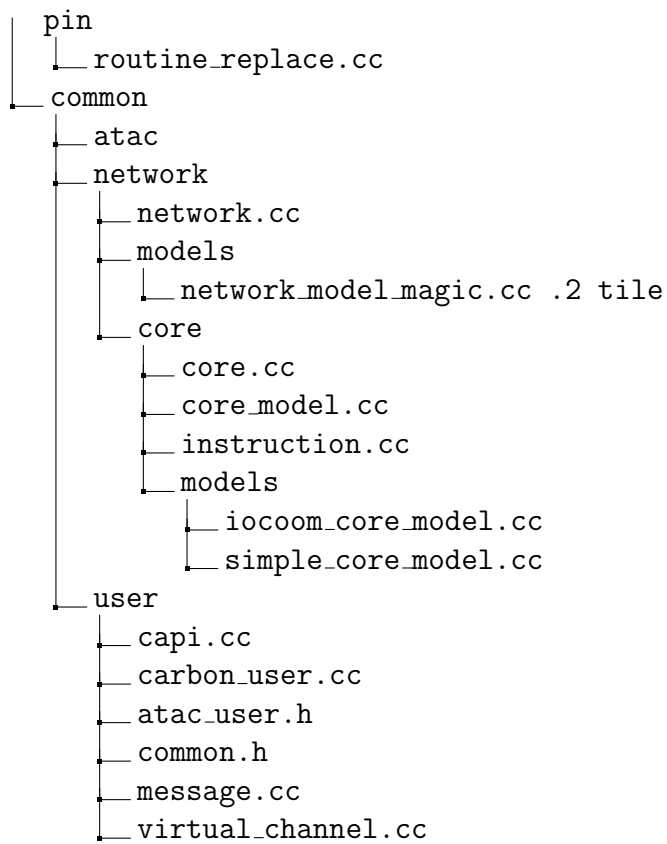 pin
routine_replace.cc
common
atac
network
network.cc
models
network_model_magic.cc .2 tile
core
core.cc
core_model.cc
instruction.cc
models
iocoom_core_model.cc
simple_core_model.cc
user
capi.cc
carbon_user.cc
atac_user.h
common.h
message.cc
virtual_channel.cc